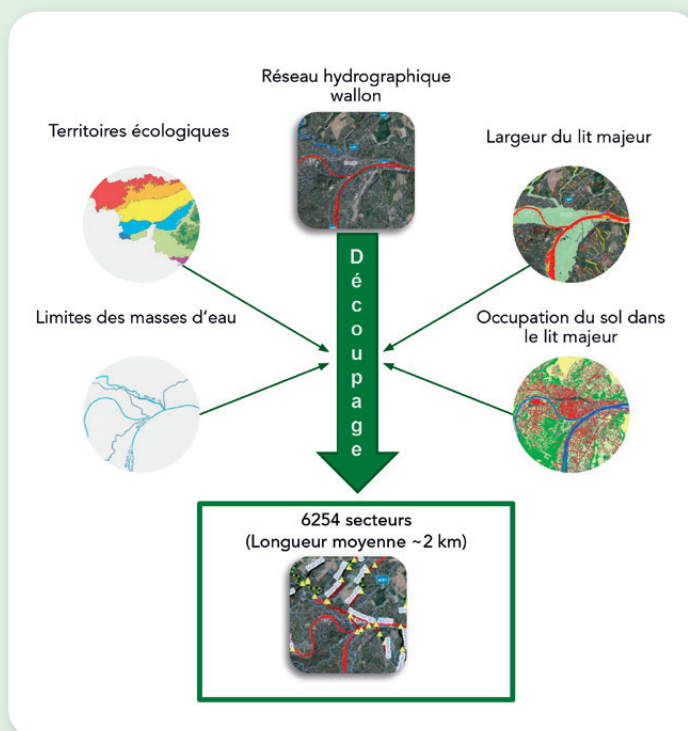 Réseau hydrographique
wallon
Territoires écologiques
Largeur du lit majeur
Découpage
Limites des masses d'eau
Occupation du sol dans
le lit majeur
6254 secteurs
(Longueur moyenne ~2 km)